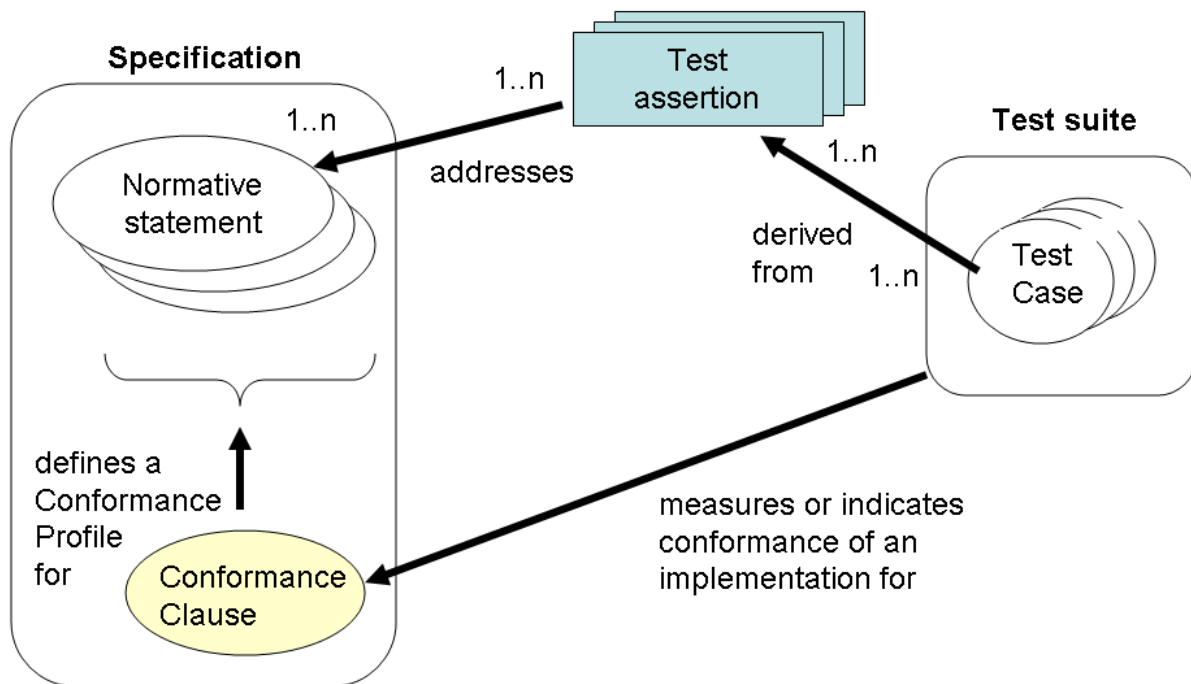 Specification
1..n
Normative
statement
defines a
Conformance
Profile
for
Conformance
Clause
1..n
addresses
Test
assertion
1..n
derived
from
1..n
Test suite
Test
Case
measures or indicates
conformance of an
implementation for